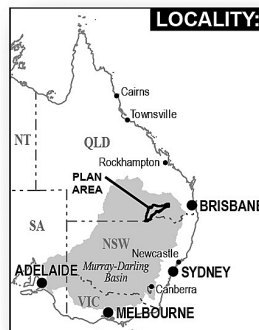 LOCALITY:
Cairns
Townsville
NT
QLD
Rockhampton
PLAN
AREA
BRISBANE
SA
NSW
Newcastle
ADELAIDE
Murray-Darling
Basin
SYDNEY
Canberra
VIC
MELBOURNE